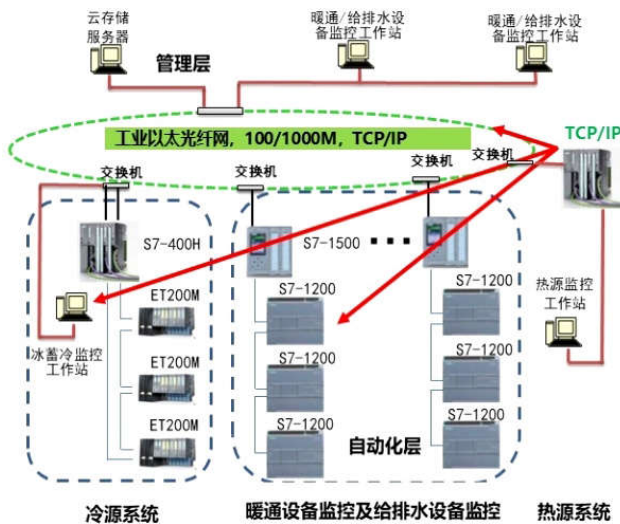 云存储
服务器
管理层
暖通/给排水设
备监控工作站
暖通/给排水设
备监控工作站
工业以太光纤网，100/1000M，TCP/IP
TCP/IP
交换机
交换机
交换机
交换机
S7-400H
S7-1500
ET200M
ET200M
ET200M
冰蓄冷监控
工作站
S7-1200
S7-1200
S7-1200
S7-1200
S7-1200
S7-1200
热源监控
工作站
自动化层
冷源系统
暖通设备监控及给排水设备监控
热源系统